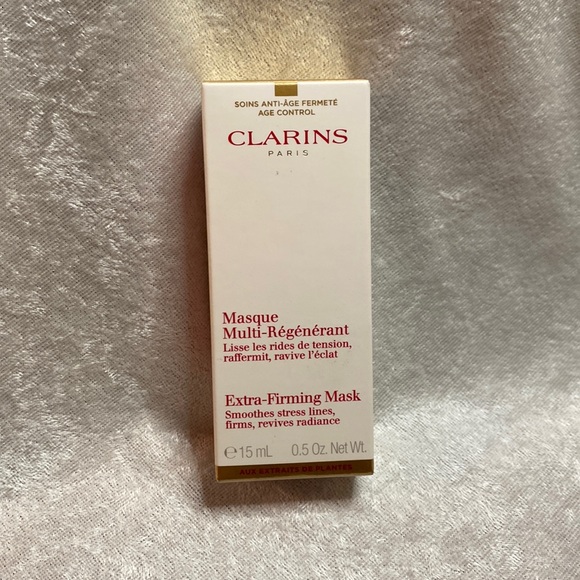 SOINS ANTI-ÂGE FERMETÉ
AGE CONTROL
CLARINS
PARIS
Masque
Multi-Régénérant
Lisse les rides de tension,
raffermit, ravive l'éclat
Extra-Firming Mask
Smoothes stress lines,
firms, revives radiance
℮15 mL 0.5 Oz. Net Wt.
AUX EXTRAITS DE PLANTES